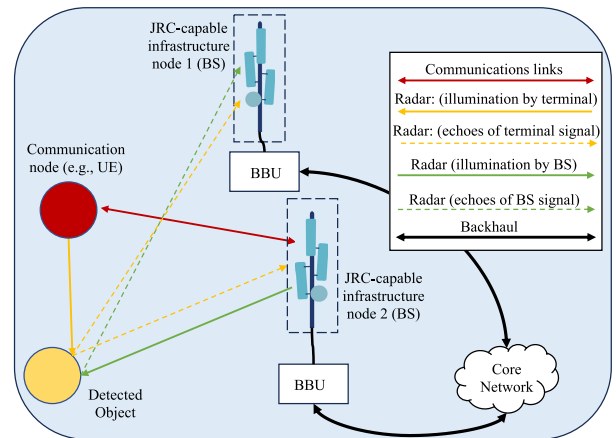 JRC-capable
infrastructure
node 1 (BS)
Communications links
Radar: (illumination by terminal)
Radar: (echoes of terminal signal)
Radar (illumination by BS)
Radar (echoes of BS signal)
Backhaul
Communication
node (e.g., UE)
BBU
JRC-capable
infrastructure
node 2 (BS)
Detected
Object
BBU
Core
Network